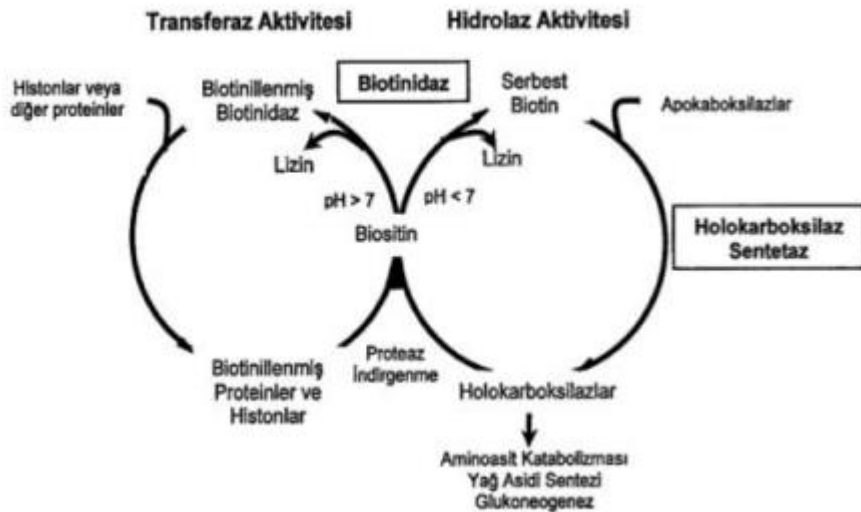 Transferaz Aktivitesi
Hidrolaz Aktivitesi
Histonlar veya
diğer proteinler
Biotinillenmiş
Biotinidaz
Biotinidaz
Serbest
Biotin
Apokaboksilazlar
Lizin
Lizin
pH > 7
pH < 7
Biositin
Holokarboksilaz
Sentetaz
Biotinillenmiş
Proteinler ve
Histonlar
Proteaz
İndirgenme
Holokarboksilazlar
Aminoasit Katabolizması
Yağ Asidi Sentezi
Glukoneogenez